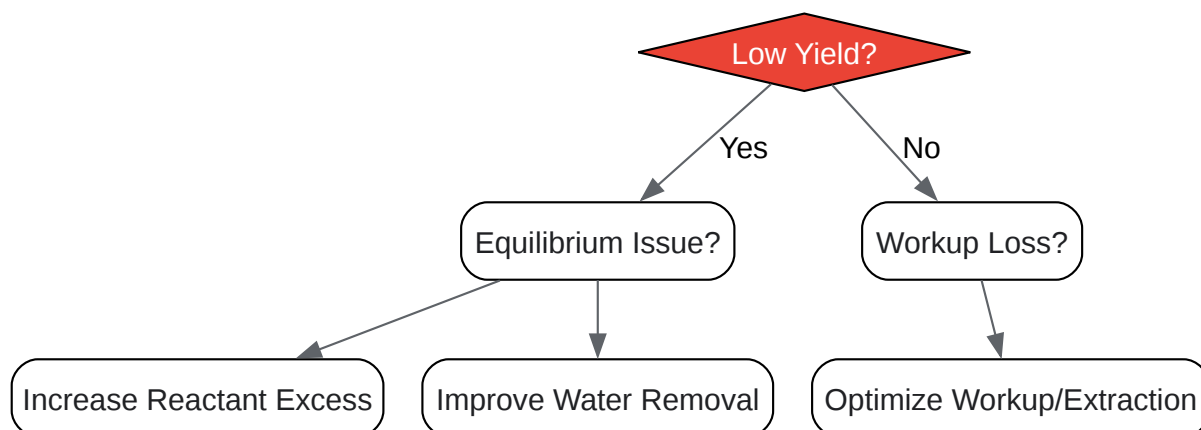 Low Yield?
Yes
No
Equilibrium Issue?
Workup Loss?
Increase Reactant Excess
Improve Water Removal
Optimize Workup/Extraction